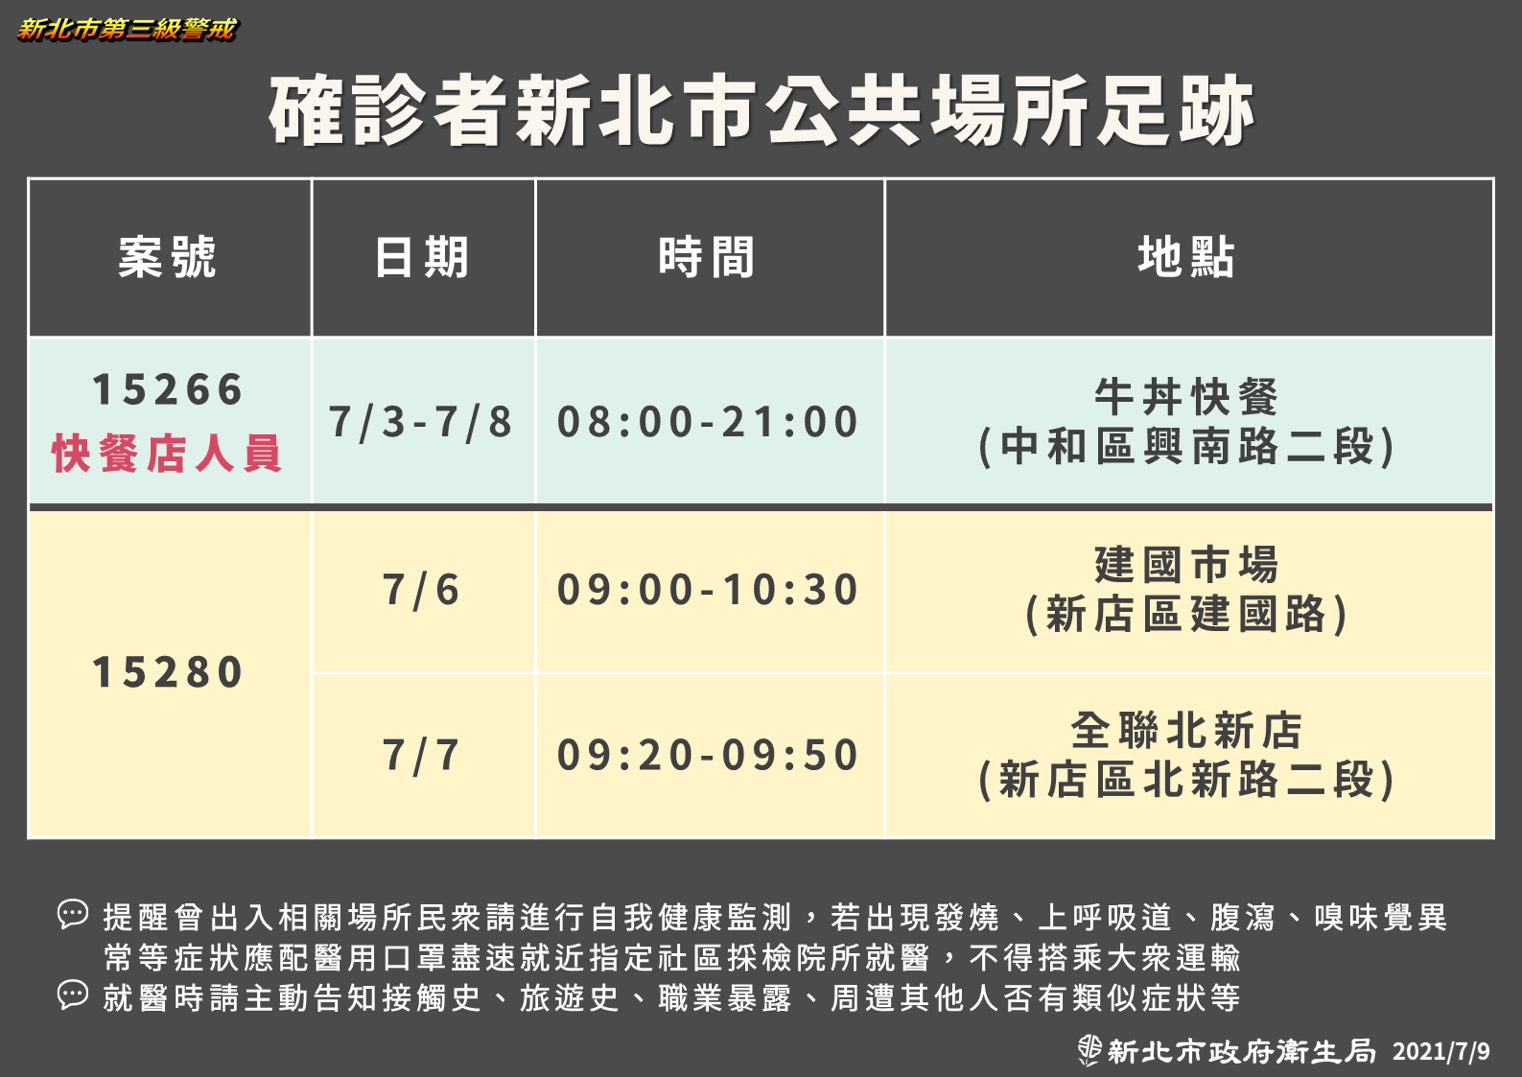 新北市第三級警戒
確診者新北市公共場所足跡
案號 日期 時間 地點
15266
快餐店人員
7/3-7/8
08:00-21:00
牛丼快餐
(中和區興南路二段)
15280
7/6
09:00-10:30
建國市場
(新店區建國路)
7/7
09:20-09:50
全聯北新店
(新店區北新路二段)
提醒曾出入相關場所民衆請進行自我健康監測，若出現發燒、上呼吸道、腹瀉、嗅味覺異
常等症狀應配醫用口罩盡速就近指定社區採檢院所就醫，不得搭乘大衆運輸
就醫時請主動告知接觸史、旅遊史、職業暴露、周遭其他人否有類似症狀等
新北市政府衛生局 2021/7/9